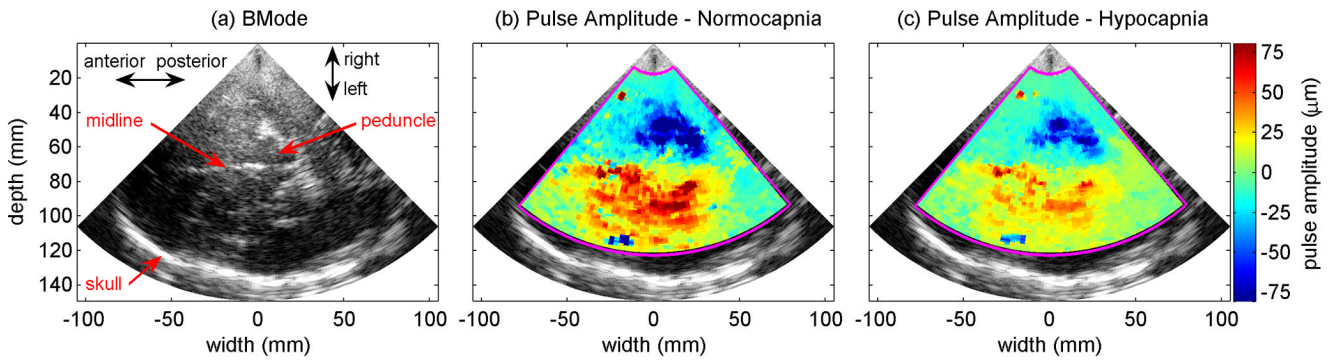 (a) BMode
anterior posterior
right
left
midline
peduncle
skull
depth (mm)
20
40
60
80
100
120
140
-100 -50 0 50 100
width (mm)
(b) Pulse Amplitude - Normocapnia
-100 -50 0 50 100
width (mm)
(c) Pulse Amplitude - Hypocapnia
-100 -50 0 50 100
width (mm)
75
50
25
0
-25
-50
-75
pulse amplitude (μm)